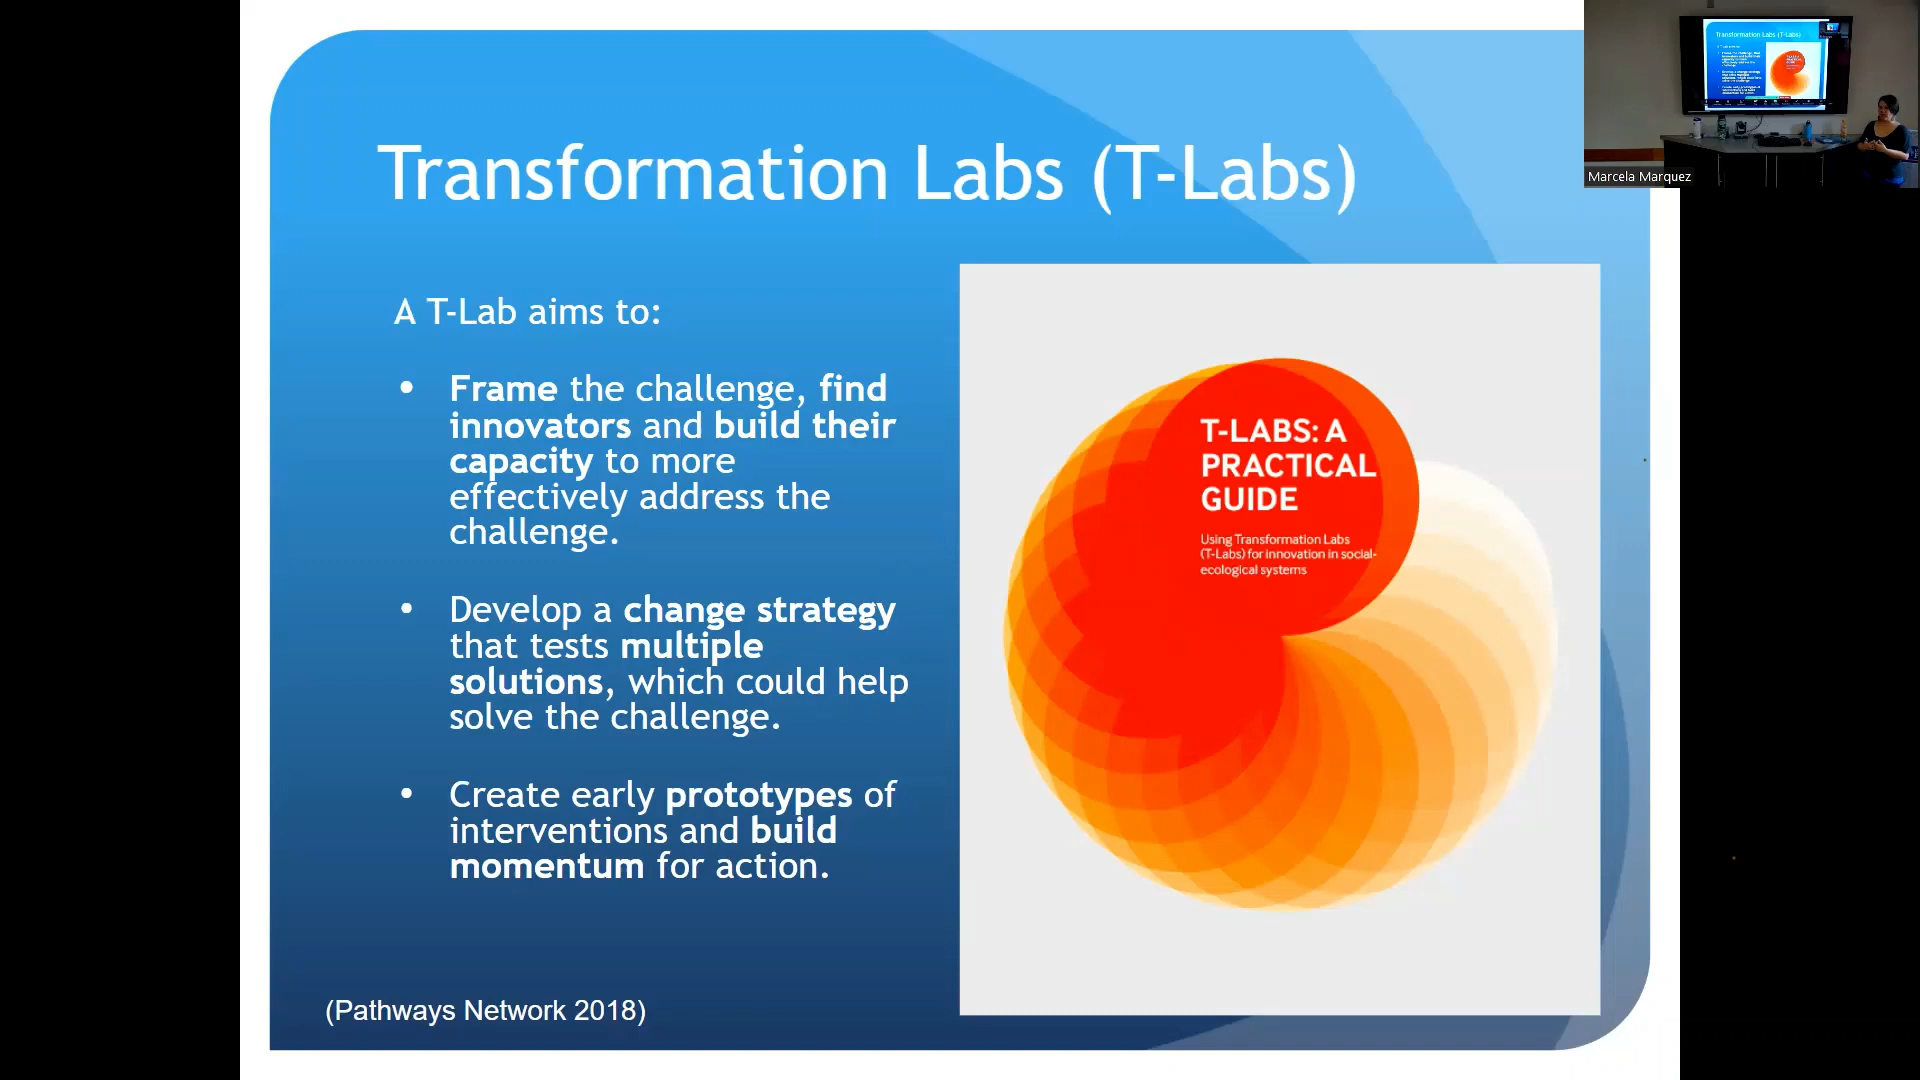 Transformation Labs (T-Labs)
A T-Lab aims to:
• Frame the challenge, find
innovators and build their
capacity to more
effectively address the
challenge.
• Develop a change strategy
that tests multiple
solutions, which could help
solve the challenge.
• Create early prototypes of
interventions and build
momentum for action.
(Pathways Network 2018)
T-LABS: A
PRACTICAL
GUIDE
Using Transformation Labs
(T-Labs) for innovation in social-
ecological systems
Transformation Labs (T-Labs)
Marcela Marquez